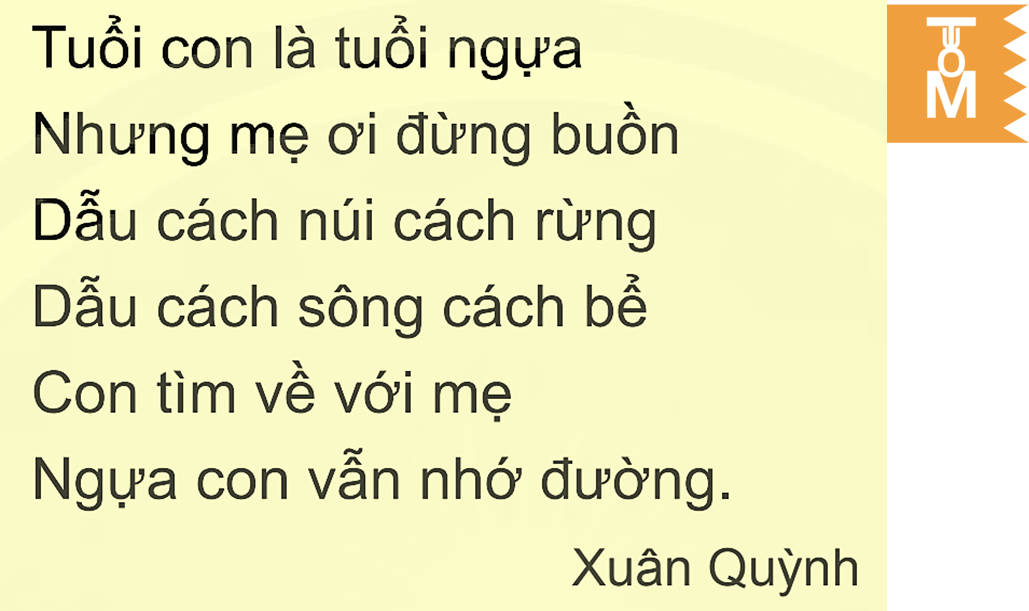 Tuổi con là tuổi ngựa
Nhưng mẹ ơi đừng buồn
Dẫu cách núi cách rừng
Dẫu cách sông cách bể
Con tìm về với mẹ
Ngựa con vẫn nhớ đường.
Xuân Quỳnh
TOM